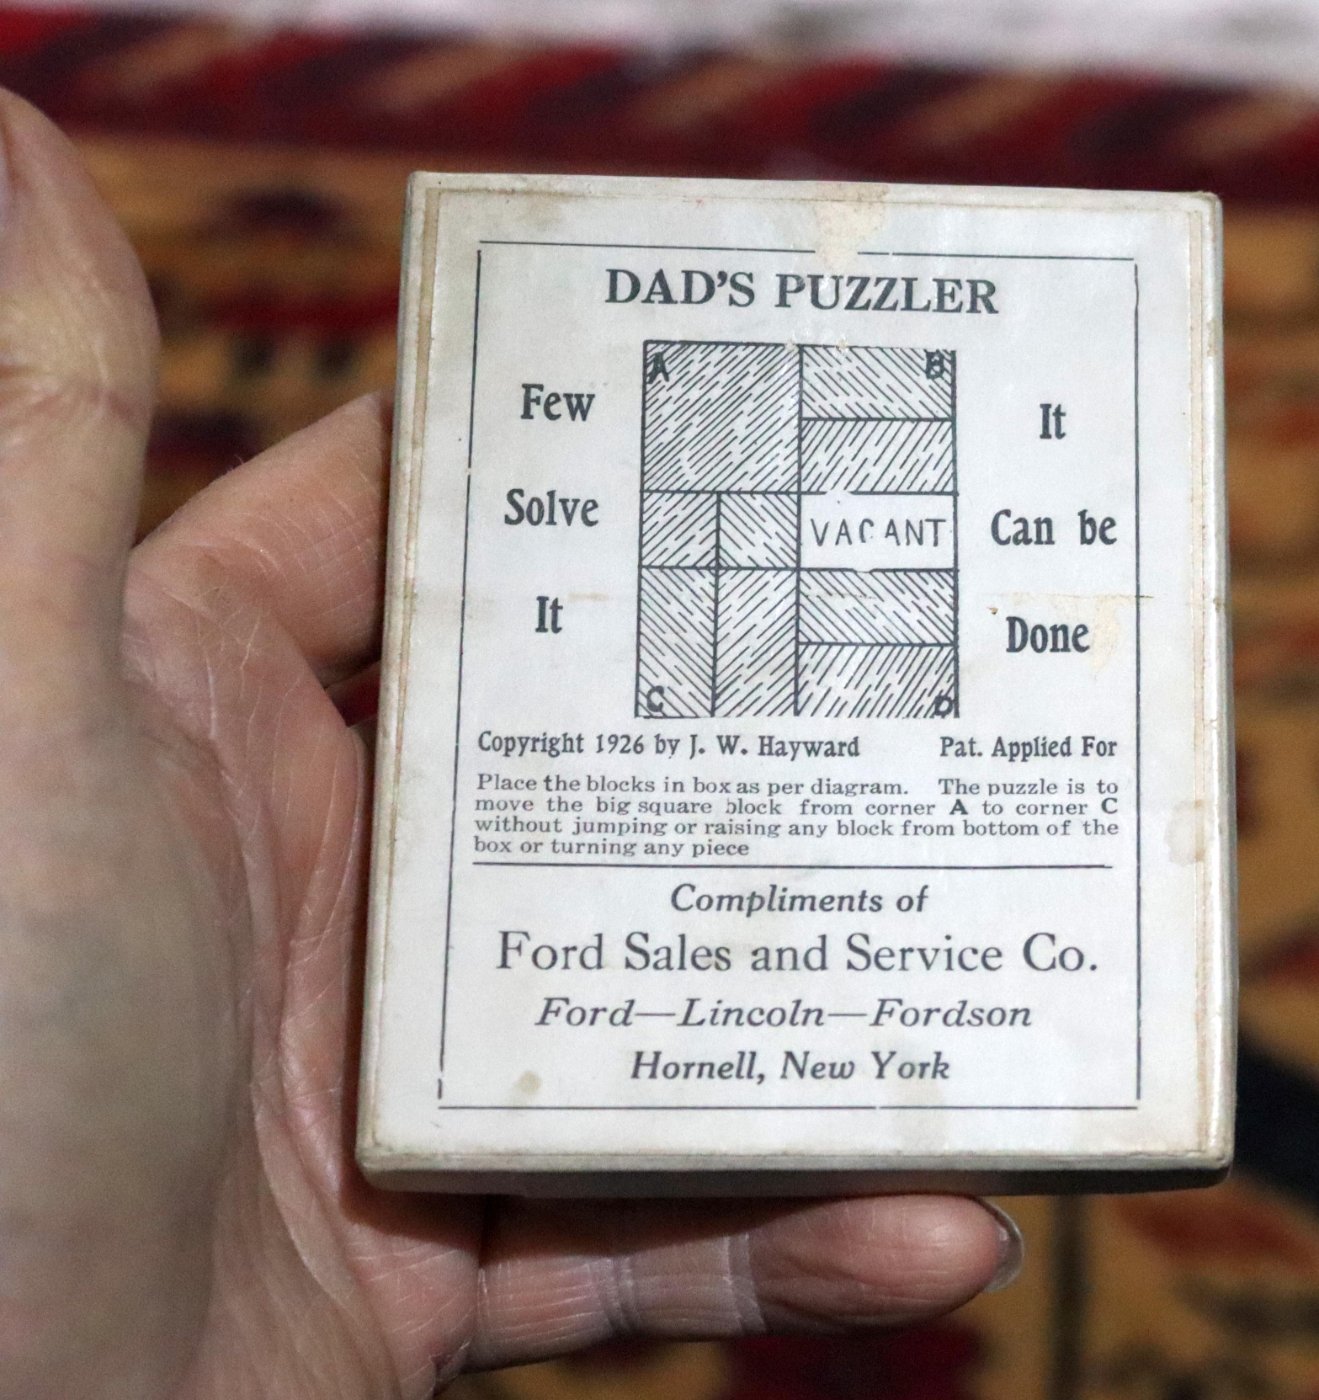 DAD'S PUZZLER
A
B
Few
It
Solve
VACANT
Can be
It
Done
C
D
Copyright 1926 by J. W. Hayward Pat. Applied For
Place the blocks in box as per diagram. The puzzle is to
move the big square block from corner A to corner C
without jumping or raising any block from bottom of the
box or turning any piece
Compliments of
Ford Sales and Service Co.
Ford—Lincoln—Fordson
Hornell, New York